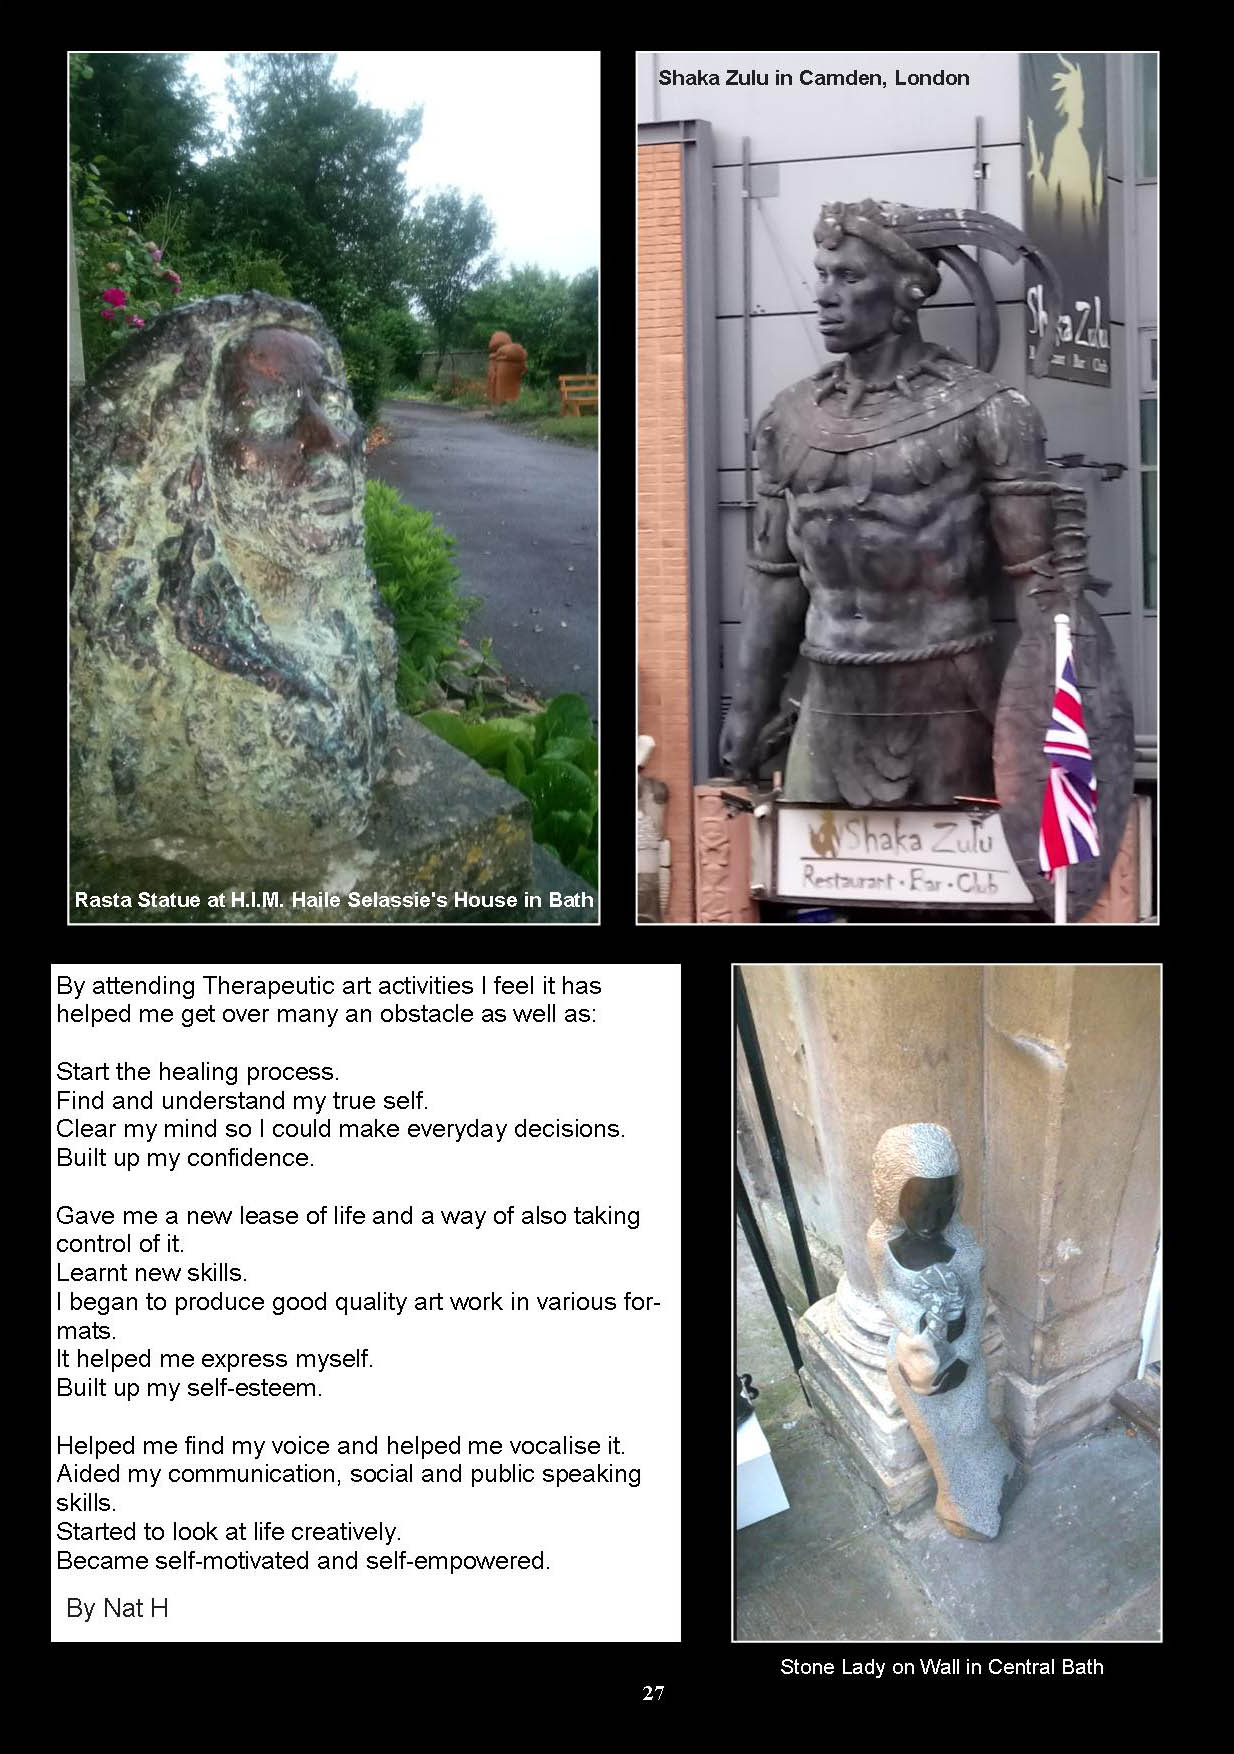 Shaka Zulu in Camden, London
Shaka Zulu
Bar | Club
Shaka Zulu
Restaurant • Bar • Club
Rasta Statue at H.I.M. Haile Selassie's House in Bath
By attending Therapeutic art activities I feel it has
helped me get over many an obstacle as well as:
Start the healing process.
Find and understand my true self.
Clear my mind so I could make everyday decisions.
Built up my confidence.
Gave me a new lease of life and a way of also taking
control of it.
Learnt new skills.
I began to produce good quality art work in various for-
mats.
It helped me express myself.
Built up my self-esteem.
Helped me find my voice and helped me vocalise it.
Aided my communication, social and public speaking
skills.
Started to look at life creatively.
Became self-motivated and self-empowered.
By Nat H
Stone Lady on Wall in Central Bath
27